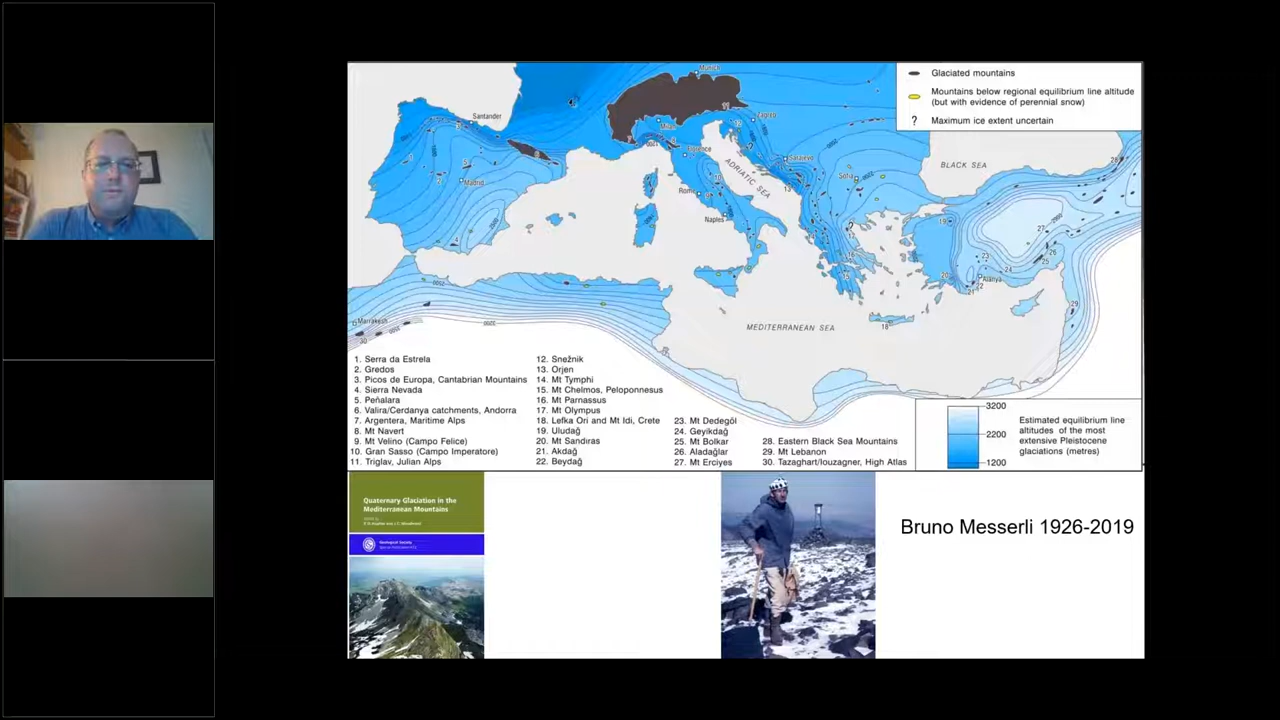 Munich
Glaciated mountains
Mountains below regional equilibrium line altitude
(but with evidence of perennial snow)
? Maximum ice extent uncertain
Santander
Milan
Zagreb
Florence
Sarajevo
BLACK SEA
Madrid
ADRIATIC SEA
Sofia
Rome
Naples
Alanya
Marrakesh
MEDITERRANEAN SEA
1. Serra da Estrela
2. Gredos
3. Picos de Europa, Cantabrian Mountains
4. Sierra Nevada
5. Peñalara
6. Valira/Cerdanya catchments, Andorra
7. Argentera, Maritime Alps
8. Mt Navert
9. Mt Velino (Campo Felice)
10. Gran Sasso (Campo Imperatore)
11. Triglav, Julian Alps
12. Snežnik
13. Orjen
14. Mt Tymphi
15. Mt Chelmos, Peloponnesus
16. Mt Parnassus
17. Mt Olympus
18. Lefka Ori and Mt Idi, Crete
19. Uludağ
20. Mt Sandiras
21. Akdağ
22. Beydağ
23. Mt Dedegöl
24. Geyikdağ
25. Mt Bolkar
26. Aladağlar
27. Mt Erciyes
28. Eastern Black Sea Mountains
29. Mt Lebanon
30. Tazaghart/Iouzagner, High Atlas
3200
2200
1200
Estimated equilibrium line
altitudes of the most
extensive Pleistocene
glaciations (metres)
Quaternary Glaciation in the
Mediterranean Mountains
Geological Society
Bruno Messerli 1926-2019